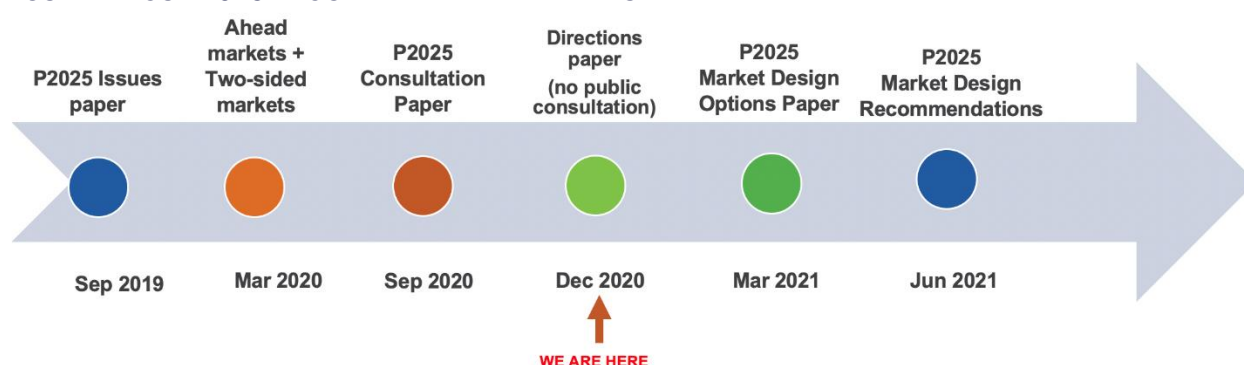 P2025 Issues
paper
Ahead
markets +
Two-sided
markets
P2025
Consultation
Paper
Directions
paper
(no public
consultation)
P2025
Market Design
Options Paper
P2025
Market Design
Recommendations
Sep 2019
Mar 2020
Sep 2020
Dec 2020
Mar 2021
Jun 2021
WE ARE HERE